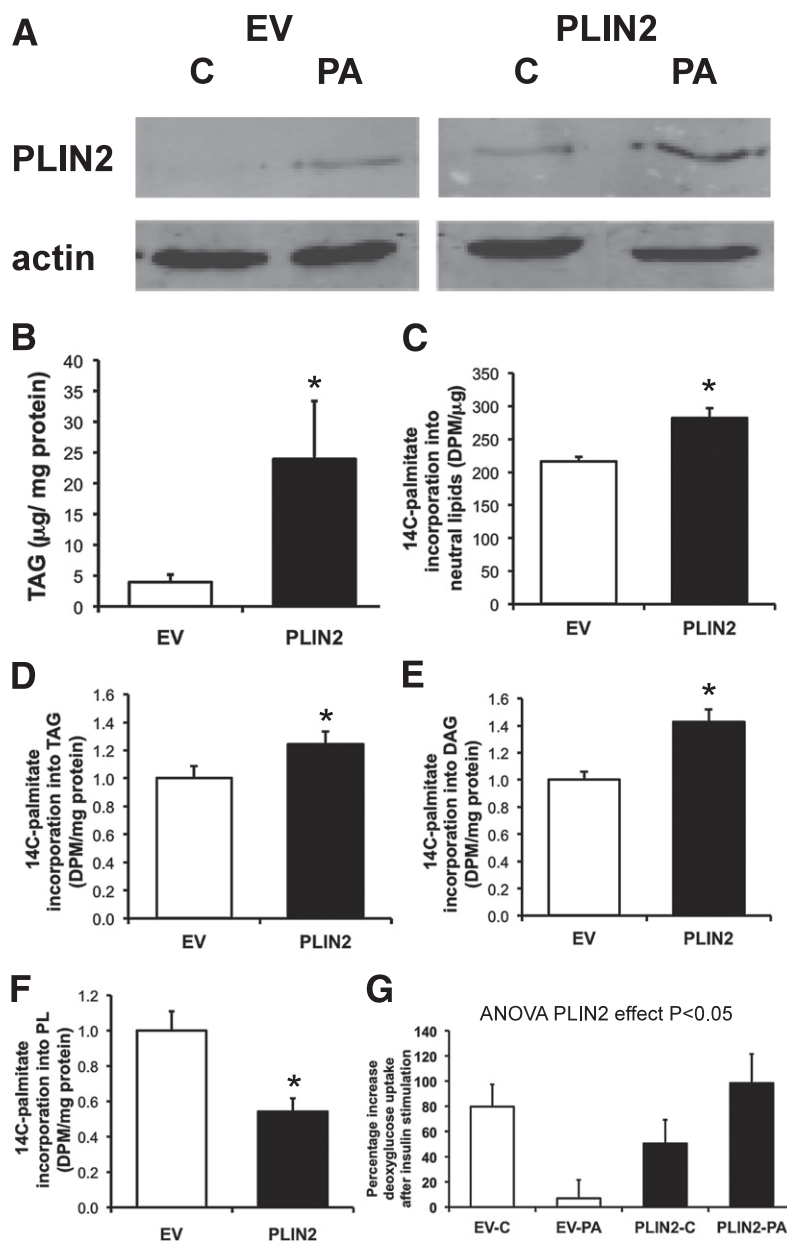 A
EV
PLIN2
C
PA
C
PA
PLIN2
actin
B
TAG (μg/ mg protein)
40
35
30
25
20
15
10
5
0
*
EV
PLIN2
C
14C-palmitate
incorporation into
neutral lipids (DPM/μg)
350
300
250
200
150
100
50
0
*
EV
PLIN2
D
14C-palmitate
incorporation into TAG
(DPM/mg protein)
1.6
1.4
1.2
1.0
0.8
0.6
0.4
0.2
0.0
*
EV
PLIN2
E
14C-palmitate
incorporation into DAG
(DPM/mg protein)
1.6
1.4
1.2
1.0
0.8
0.6
0.4
0.2
0.0
*
EV
PLIN2
F
14C-palmitate
incorporation into PL
(DPM/mg protein)
1.2
1.0
0.8
0.6
0.4
0.2
0.0
*
EV
PLIN2
G
ANOVA PLIN2 effect P<0.05
Percentage increase
deoxyglucose uptake
after insulin stimulation
140
120
100
80
60
40
20
0
EV-C
EV-PA
PLIN2-C
PLIN2-PA